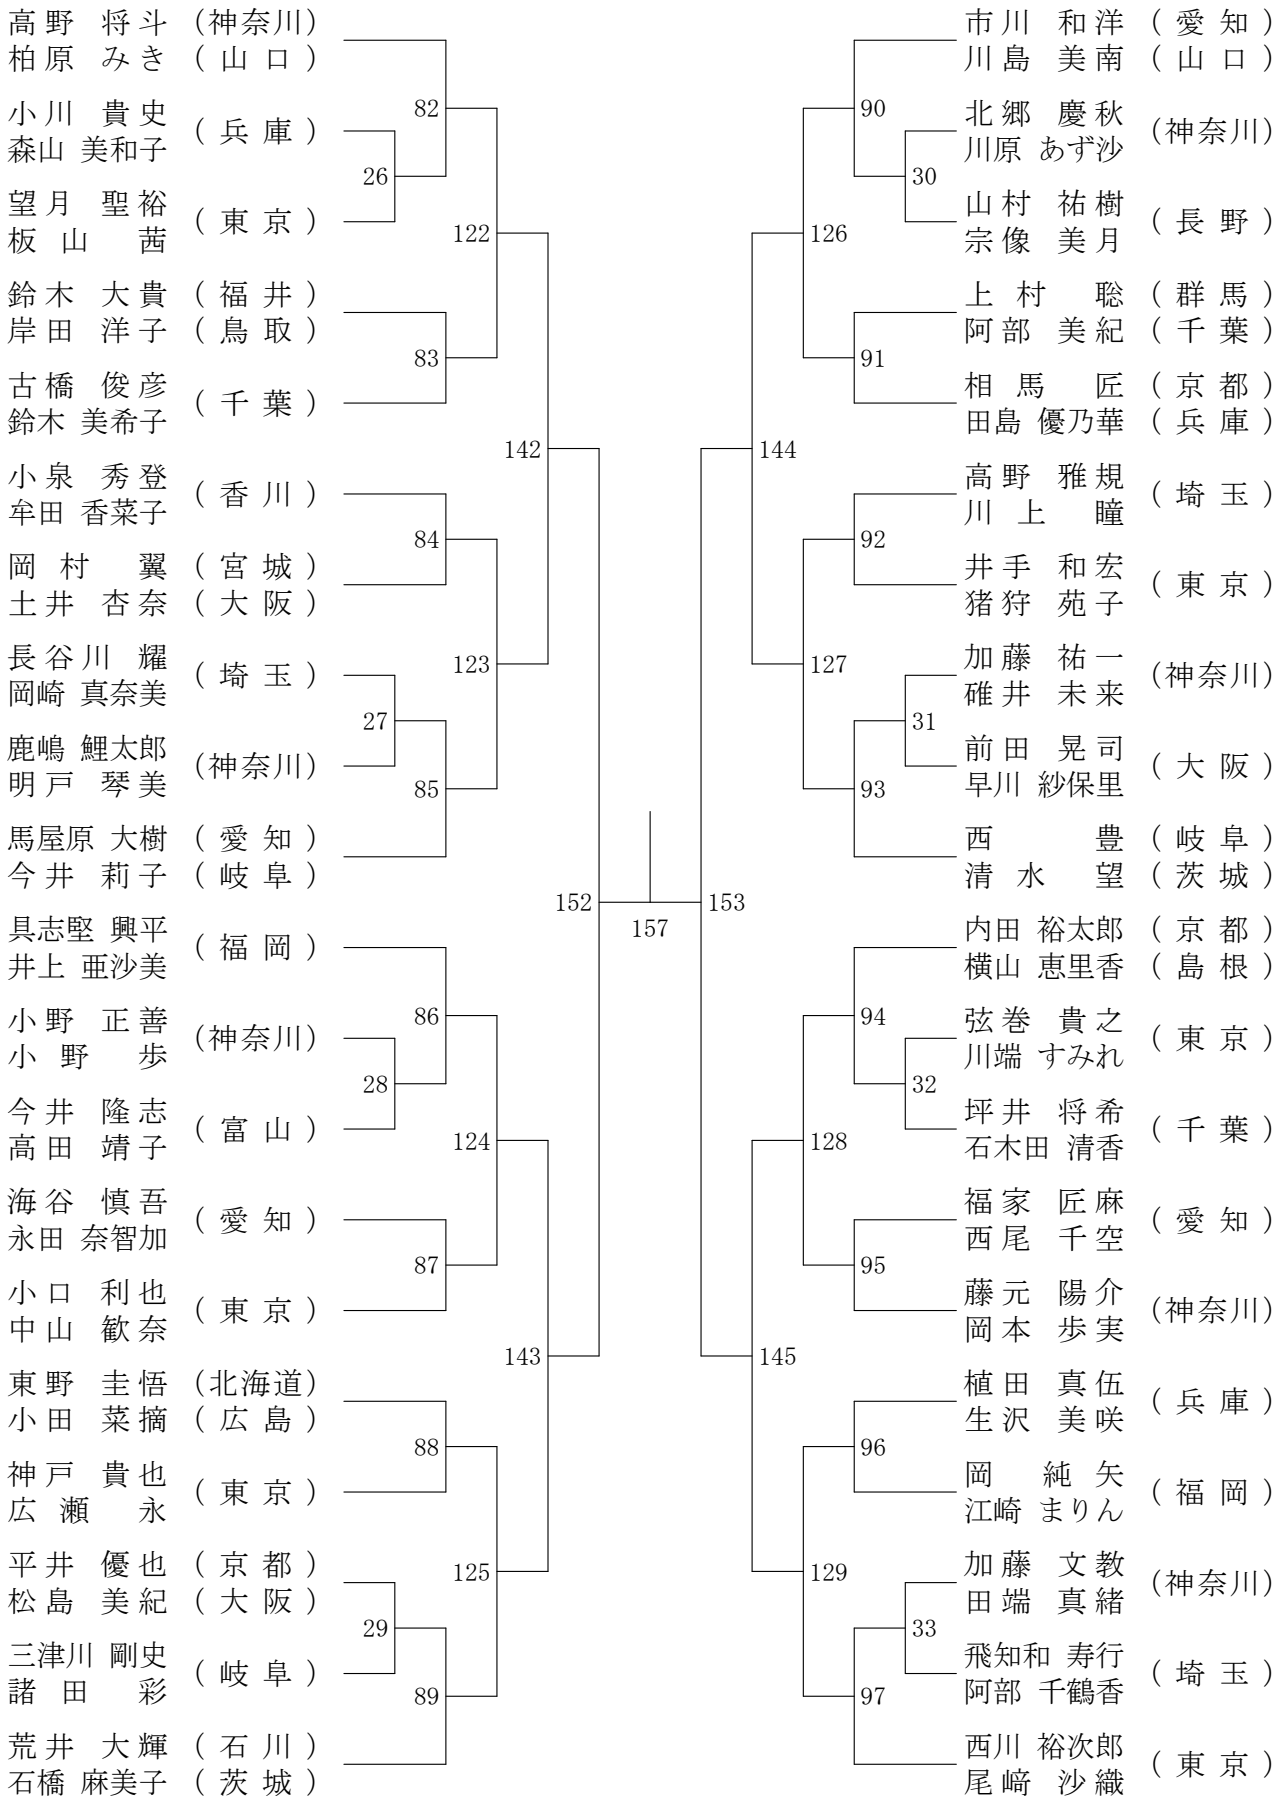 高野 将斗 (神奈川)
柏原 みき (山口)
小川 貴史
森山 美和子
(兵庫)
望月 聖裕
板山 茜
(東京)
鈴木 大貴 (福井)
岸田 洋子 (鳥取)
古橋 俊彦
鈴木 美希子
(千葉)
小泉 秀登
牟田 香菜子
(香川)
岡村 翼 (宮城)
土井 杏奈 (大阪)
長谷川 耀
岡崎 真奈美
(埼玉)
鹿嶋 鯉太郎
明戸 琴美
(神奈川)
馬屋原 大樹 (愛知)
今井 莉子 (岐阜)
具志堅 興平
井上 亜沙美
(福岡)
小野 正善
小野 歩
(神奈川)
今井 隆志
高田 靖子
(富山)
海谷 慎吾
永田 奈智加
(愛知)
小口 利也
中山 歓奈
(東京)
東野 圭悟 (北海道)
小田 菜摘 (広島)
神戸 貴也
広瀬 永
(東京)
平井 優也 (京都)
松島 美紀 (大阪)
三津川 剛史
諸田 彩
(岐阜)
荒井 大輝 (石川)
石橋 麻美子 (茨城)
82
26
122
83
142
84
123
27
85
152
86
28
124
87
143
88
125
29
89
157
153
90
30
126
91
144
92
127
31
93
94
32
128
95
145
96
129
33
97
市川 和洋 (愛知)
川島 美南 (山口)
北郷 慶秋
川原 あず沙
(神奈川)
山村 祐樹
宗像 美月
(長野)
上村 聡 (群馬)
阿部 美紀 (千葉)
相馬 匠 (京都)
田島 優乃華 (兵庫)
高野 雅規
川上 瞳
(埼玉)
井手 和宏
猪狩 苑子
(東京)
加藤 祐一
碓井 未来
(神奈川)
前田 晃司
早川 紗保里
(大阪)
西 豊 (岐阜)
清水 望 (茨城)
内田 裕太郎 (京都)
横山 恵里香 (島根)
弦巻 貴之
川端 すみれ
(東京)
坪井 将希
石木田 清香
(千葉)
福家 匠麻
西尾 千空
(愛知)
藤元 陽介
岡本 歩実
(神奈川)
植田 真伍
生沢 美咲
(兵庫)
岡 純矢
江崎 まりん
(福岡)
加藤 文教
田端 真緒
(神奈川)
飛知和 寿行
阿部 千鶴香
(埼玉)
西川 裕次郎
尾﨑 沙織
(東京)